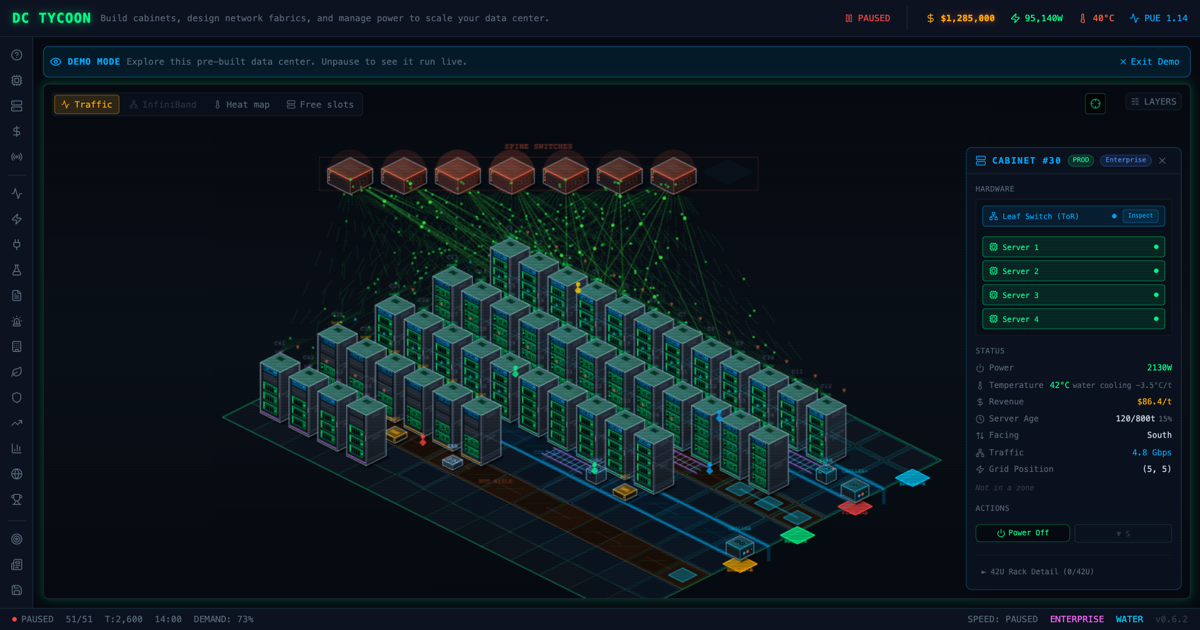 DC TYCOON Build cabinets, design network fabrics, and manage power to scale your data center. PAUSED $1,285,000 95,140W 40°C PUE 1.14
DEMO MODE Explore this pre-built data center. Unpause to see it run live. × Exit Demo
Traffic InfiniBand Heat map Free slots LAYERS
SPINE SWITCHES
CABINET #30 PROD Enterprise ×
HARDWARE
Leaf Switch (ToR) Inspect
Server 1
Server 2
Server 3
Server 4
STATUS
Power 2130W
Temperature 42°C water cooling −3.5°C/t
Revenue $86.4/t
Server Age 120/800t 15%
Facing South
Traffic 4.8 Gbps
Grid Position (5, 5)
Not in a zone
ACTIONS
Power Off ▼ S
► 42U Rack Detail (0/42U)
PAUSED 51/51 T:2,600 14:00 DEMAND: 73% SPEED: PAUSED ENTERPRISE WATER v0.6.2